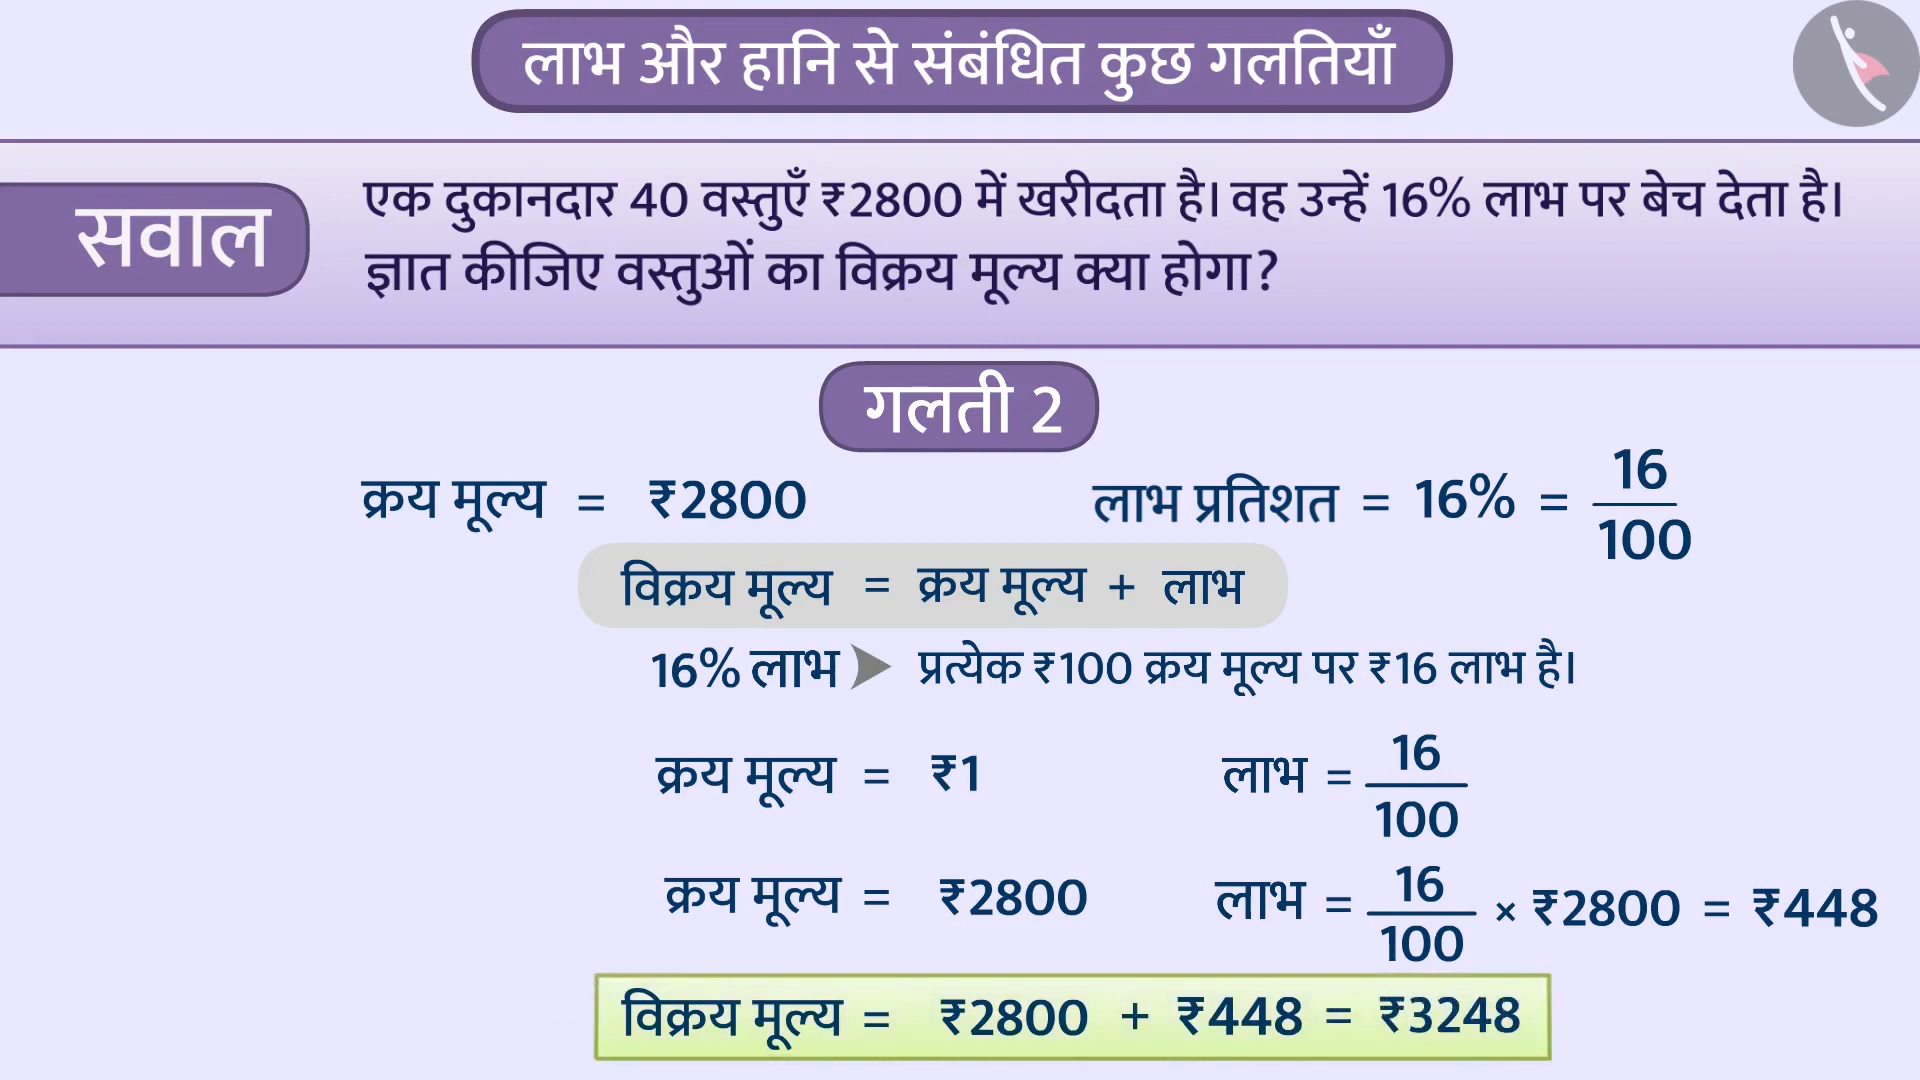 लाभ और हानि से संबंधित कुछ गलतियाँ
सवाल
एक दुकानदार 40 वस्तुएँ ₹2800 में खरीदता है। वह उन्हें 16% लाभ पर बेच देता है।
ज्ञात कीजिए वस्तुओं का विक्रय मूल्य क्या होगा?
गलती 2
क्रय मूल्य = ₹2800 लाभ प्रतिशत = 16% = 16/100
विक्रय मूल्य = क्रय मूल्य + लाभ
16% लाभ ➤ प्रत्येक ₹100 क्रय मूल्य पर ₹16 लाभ है।
क्रय मूल्य = ₹1 लाभ = 16/100
क्रय मूल्य = ₹2800 लाभ = 16/100 × ₹2800 = ₹448
विक्रय मूल्य = ₹2800 + ₹448 = ₹3248